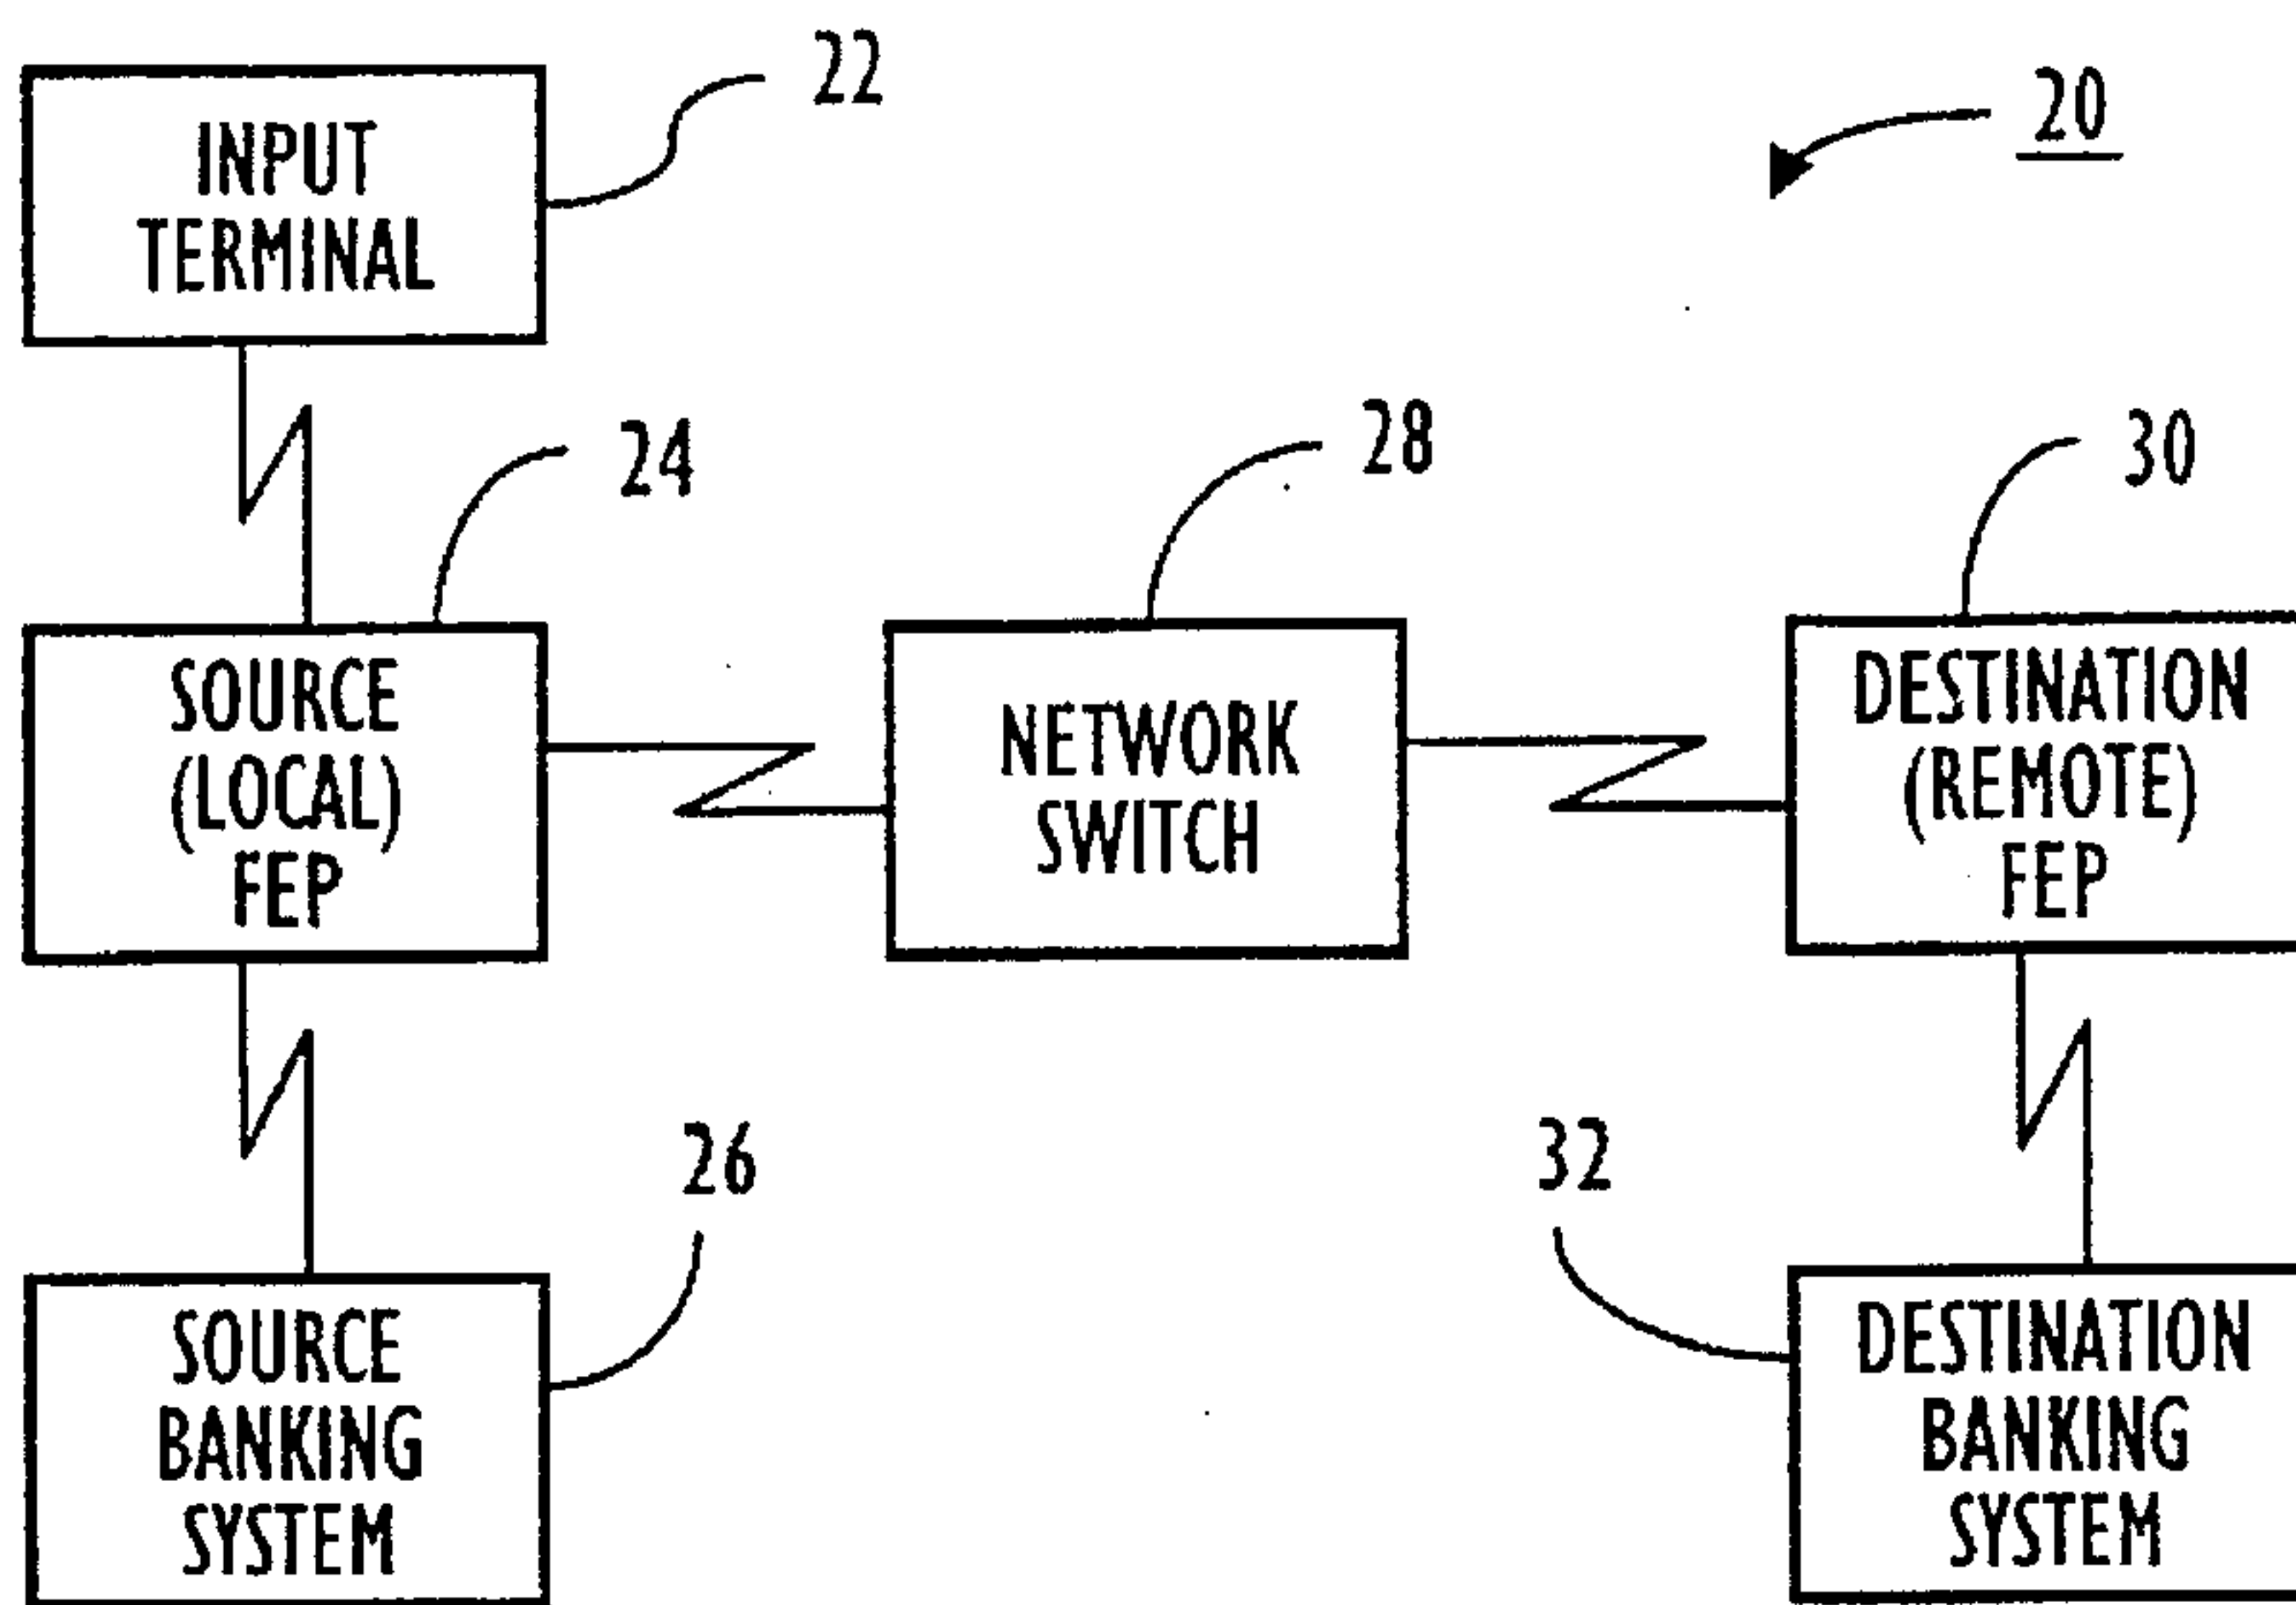 22
20
INPUT
TERMINAL
24
28
30
SOURCE
(LOCAL)
FEP
NETWORK
SWITCH
DESTINATION
(REMOTE)
FEP
26
32
SOURCE
BANKING
SYSTEM
DESTINATION
BANKING
SYSTEM